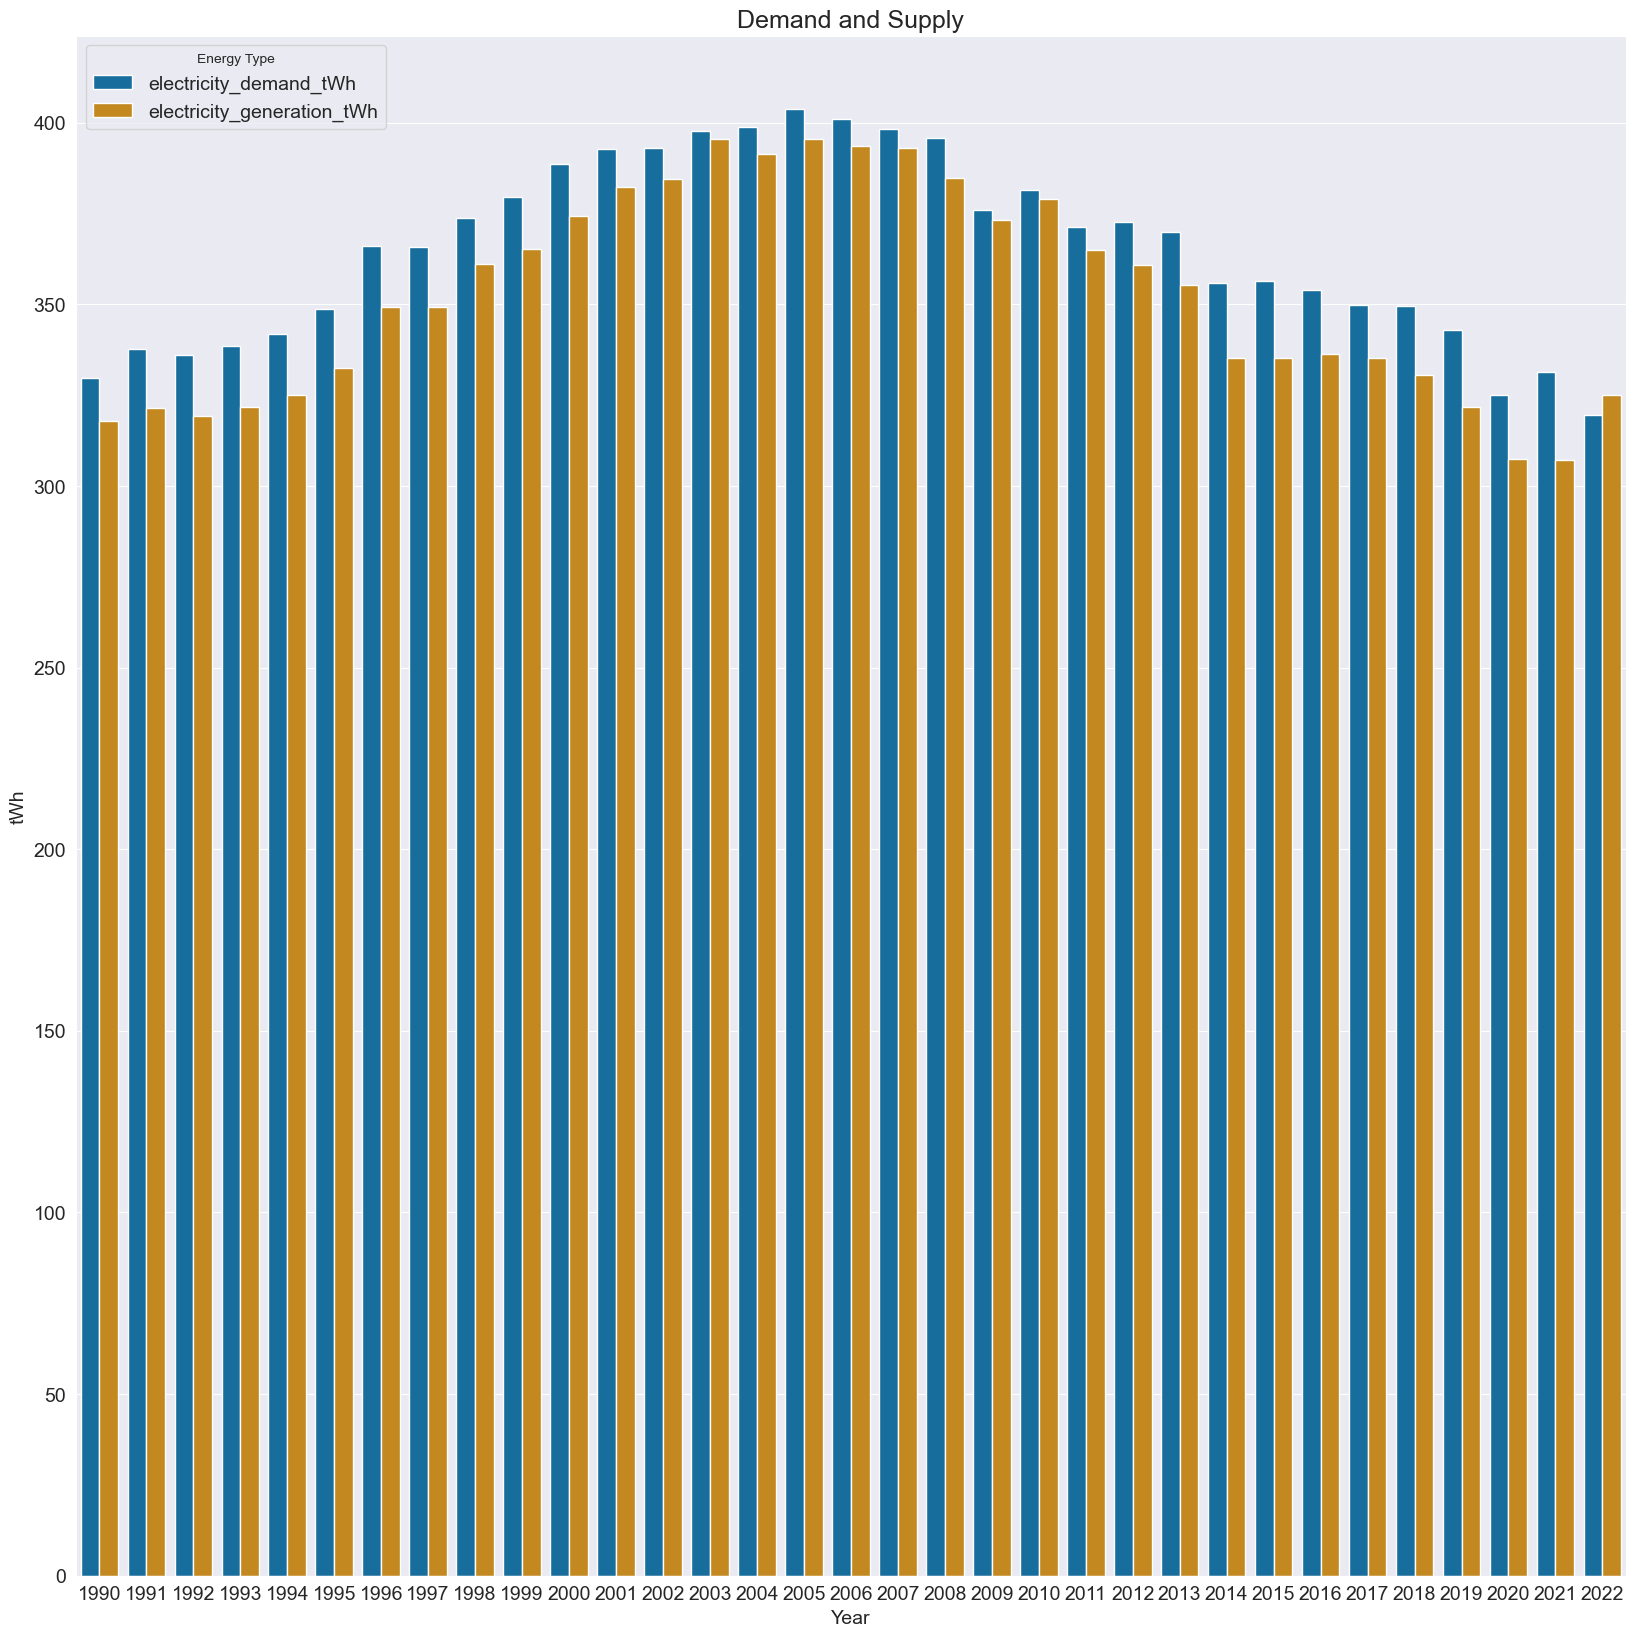 Demand and Supply
Energy Type
electricity_demand_tWh
electricity_generation_tWh
400
350
300
250
200
150
100
50
0
tWh
1990 1991 1992 1993 1994 1995 1996 1997 1998 1999 2000 2001 2002 2003 2004 2005 2006 2007 2008 2009 2010 2011 2012 2013 2014 2015 2016 2017 2018 2019 2020 2021 2022
Year